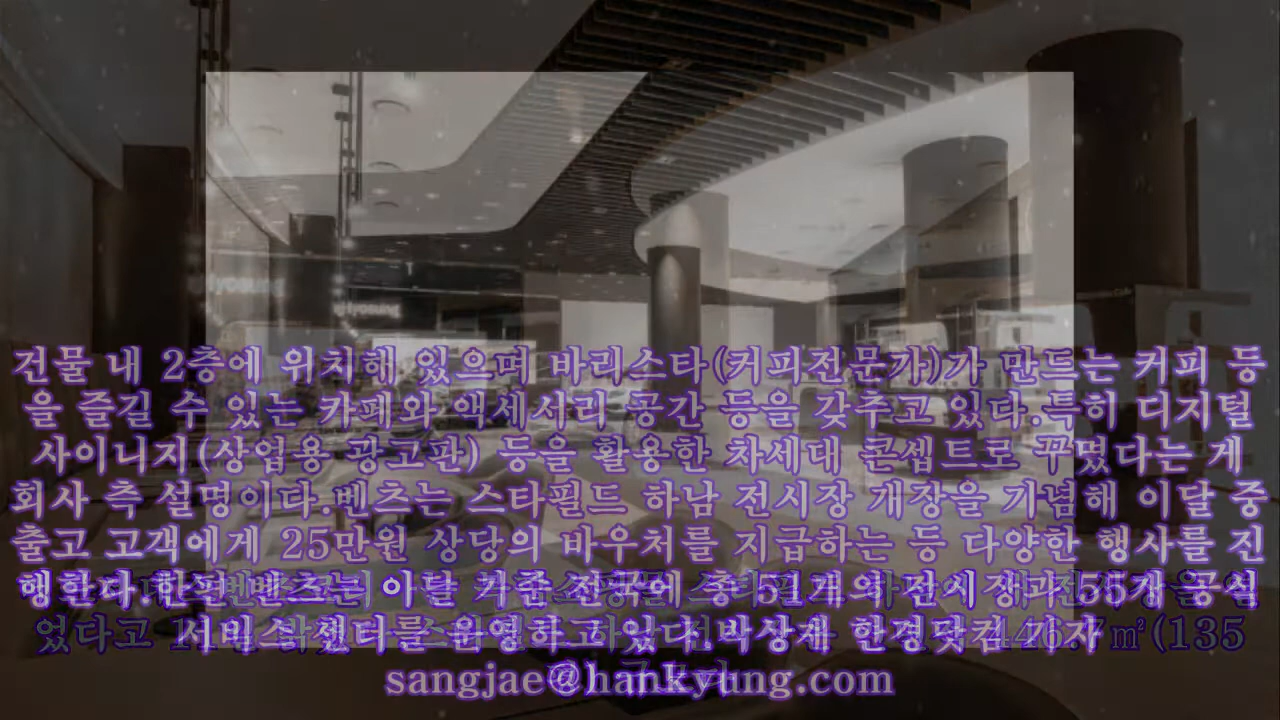 hyosung
건물 내 2층에 위치해 있으며 바리스타(커피전문가)가 만드는 커피 등
을 즐길 수 있는 카페와 액세서리 공간 등을 갖추고 있다.특히 디지털
사이니지(상업용 광고판) 등을 활용한 차세대 콘셉트로 꾸몄다는 게
회사 측 설명이다.벤츠는 스타필드 하남 전시장 개장을 기념해 이달 중
출고 고객에게 25만원 상당의 바우처를 지급하는 등 다양한 행사를 진
행한다.한편 벤츠는 이달 기준 전국에 총 51개의 전시장과 55개 공식
서비스센터를 운영하고 있다.박상재 한경닷컴 기자
sangjae@hankyung.com